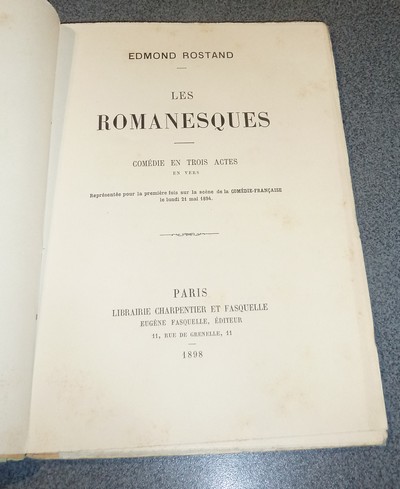 EDMOND ROSTAND
LES
ROMANESQUES
COMÉDIE EN TROIS ACTES
EN VERS
Représentée pour la première fois sur la scène de la COMÉDIE-FRANÇAISE
le lundi 21 mai 1894.
PARIS
LIBRAIRIE CHARPENTIER ET FASQUELLE
EUGÈNE FASQUELLE, ÉDITEUR
11, RUE DE GRENELLE, 11
1898